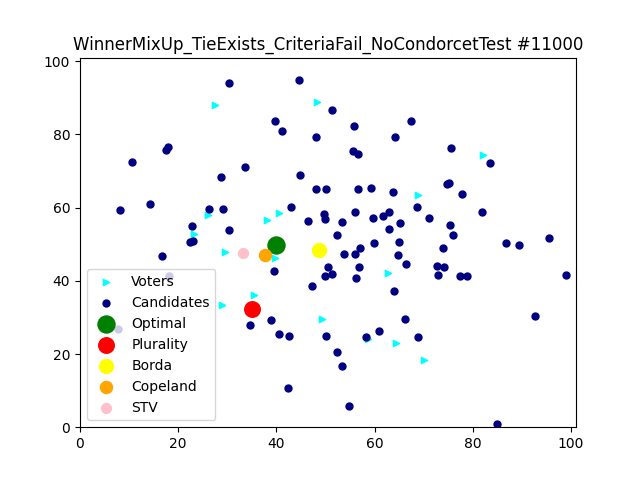 WinnerMixUp_TieExists_CriteriaFail_NoCondorcetTest #11000
100
80
60
40
20
0
Voters
Candidates
Optimal
Plurality
Borda
Copeland
STV
0 20 40 60 80 100